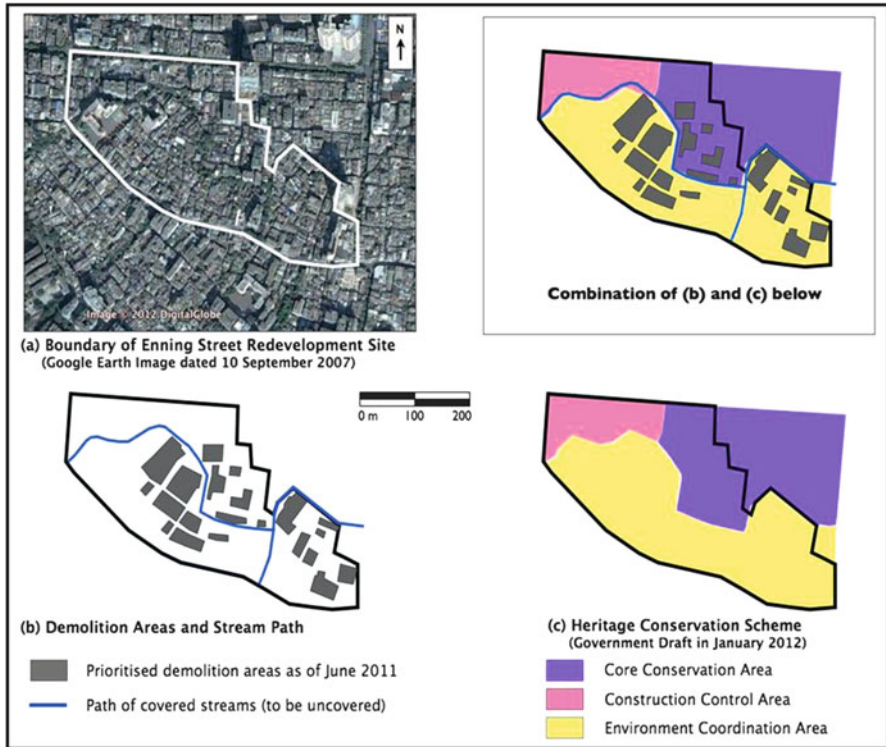 N
Image © 2012 DigitalGlobe
(a) Boundary of Enning Street Redevelopment Site
(Google Earth Image dated 10 September 2007)
Combination of (b) and (c) below
0 m 100 200
(b) Demolition Areas and Stream Path
Prioritised demolition areas as of June 2011
Path of covered streams (to be uncovered)
(c) Heritage Conservation Scheme
(Government Draft in January 2012)
Core Conservation Area
Construction Control Area
Environment Coordination Area